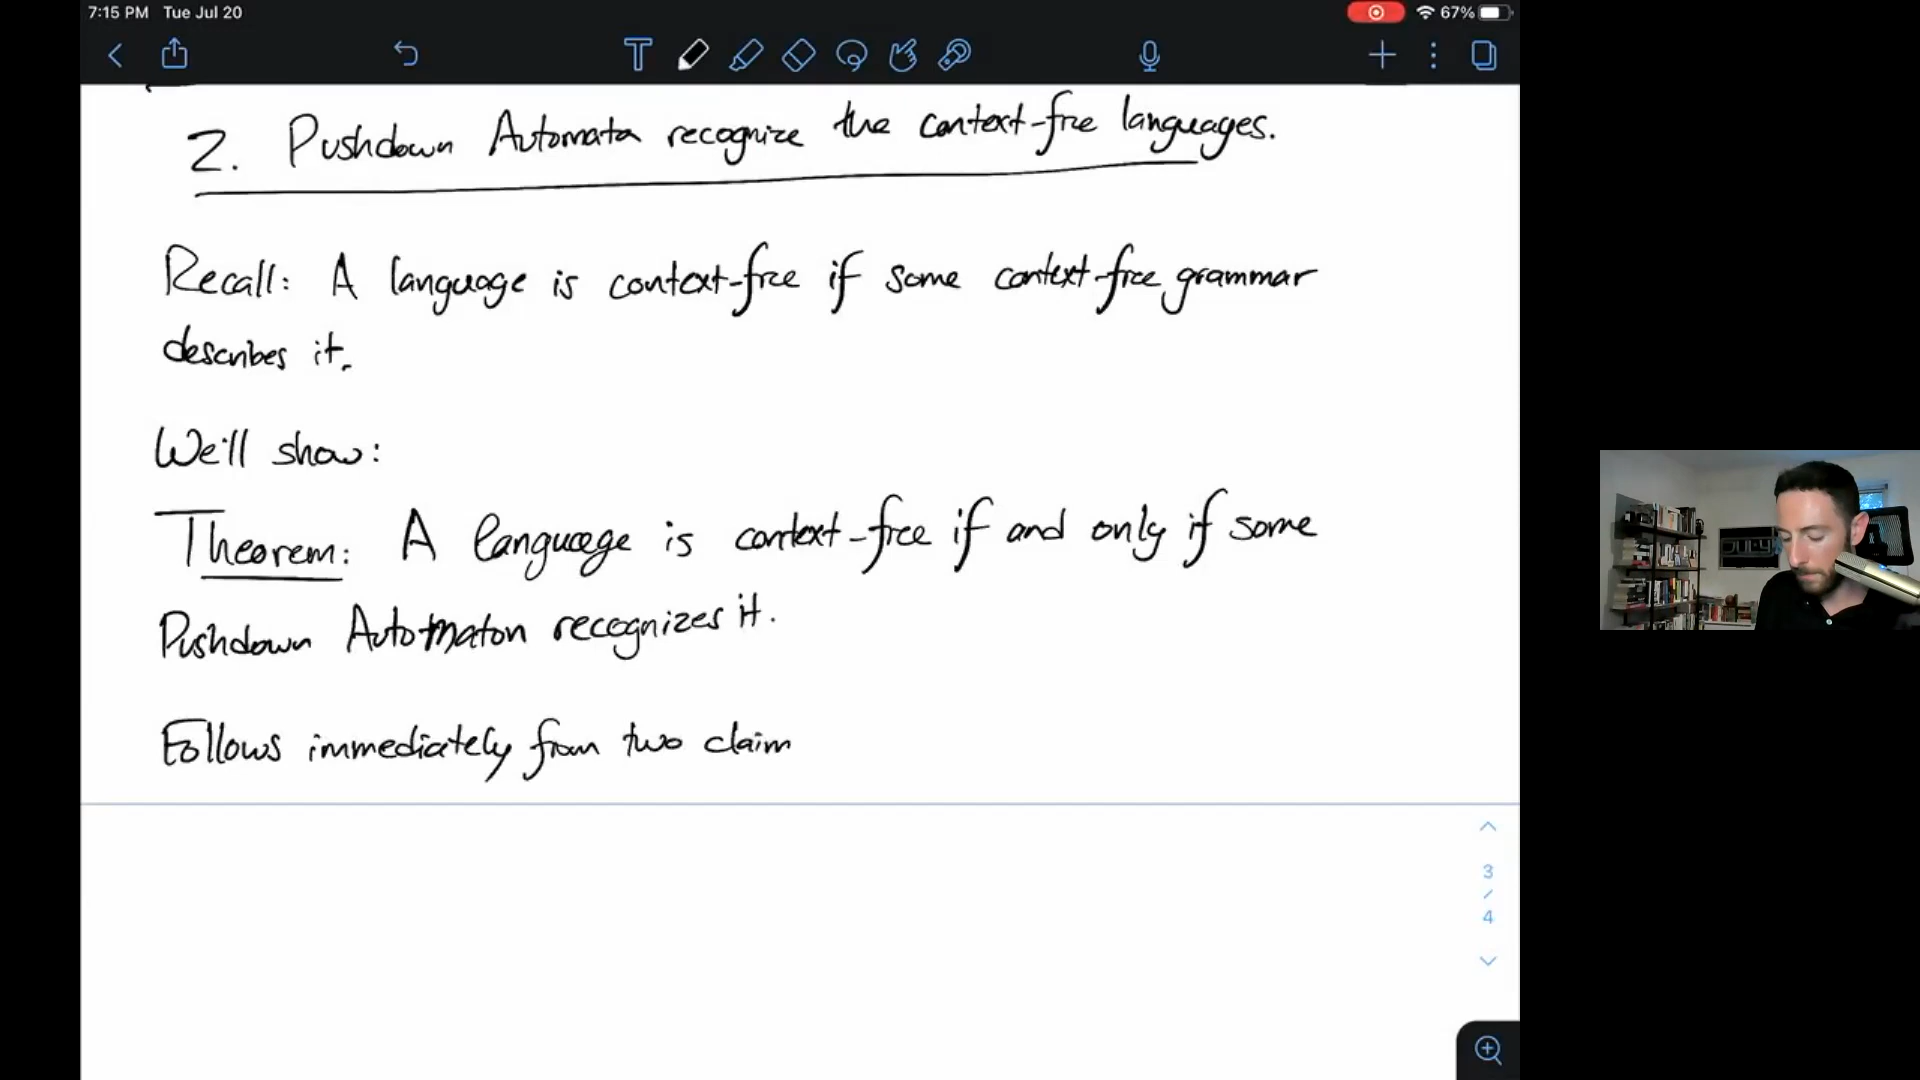 7:15 PM Tue Jul 20
67%
2. Pushdown Automata recognize the context-free languages.
Recall: A language is context-free if some context-free grammar
describes it.
We'll show:
Theorem: A language is context-free if and only if some
Pushdown Automaton recognizes it.
Follows immediately from two claim
3
/
4